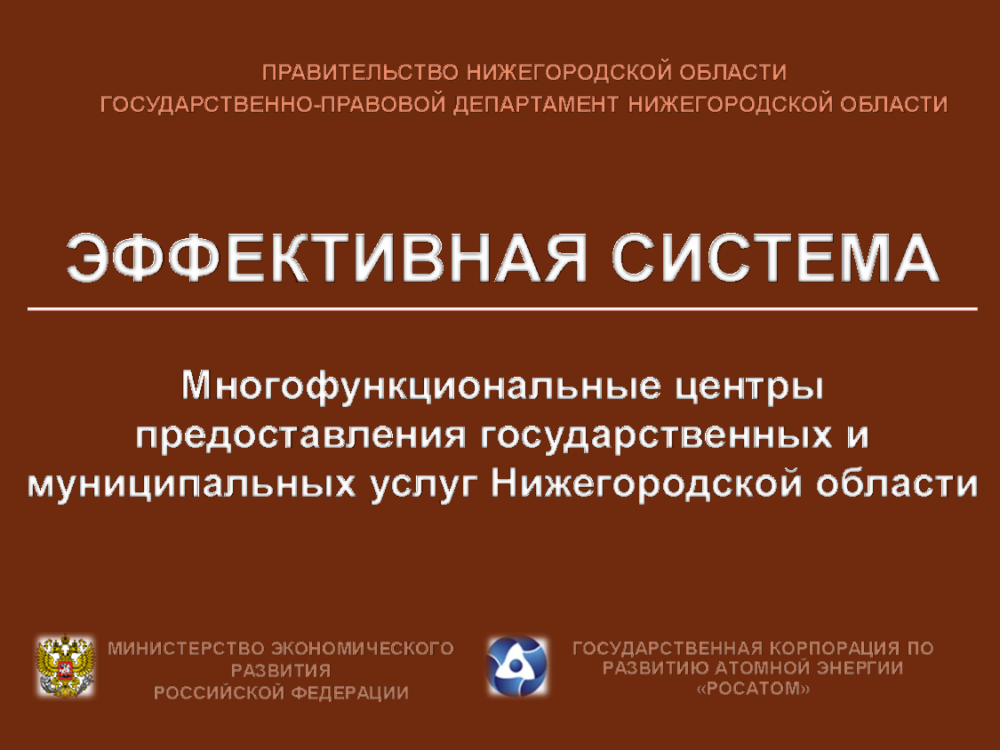 ПРАВИТЕЛЬСТВО НИЖЕГОРОДСКОЙ ОБЛАСТИ
ГОСУДАРСТВЕННО-ПРАВОВОЙ ДЕПАРТАМЕНТ НИЖЕГОРОДСКОЙ ОБЛАСТИ
ЭФФЕКТИВНАЯ СИСТЕМА
Многофункциональные центры
предоставления государственных и
муниципальных услуг Нижегородской области
МИНИСТЕРСТВО ЭКОНОМИЧЕСКОГО
РАЗВИТИЯ
РОССИЙСКОЙ ФЕДЕРАЦИИ
ГОСУДАРСТВЕННАЯ КОРПОРАЦИЯ ПО
РАЗВИТИЮ АТОМНОЙ ЭНЕРГИИ
«РОСАТОМ»